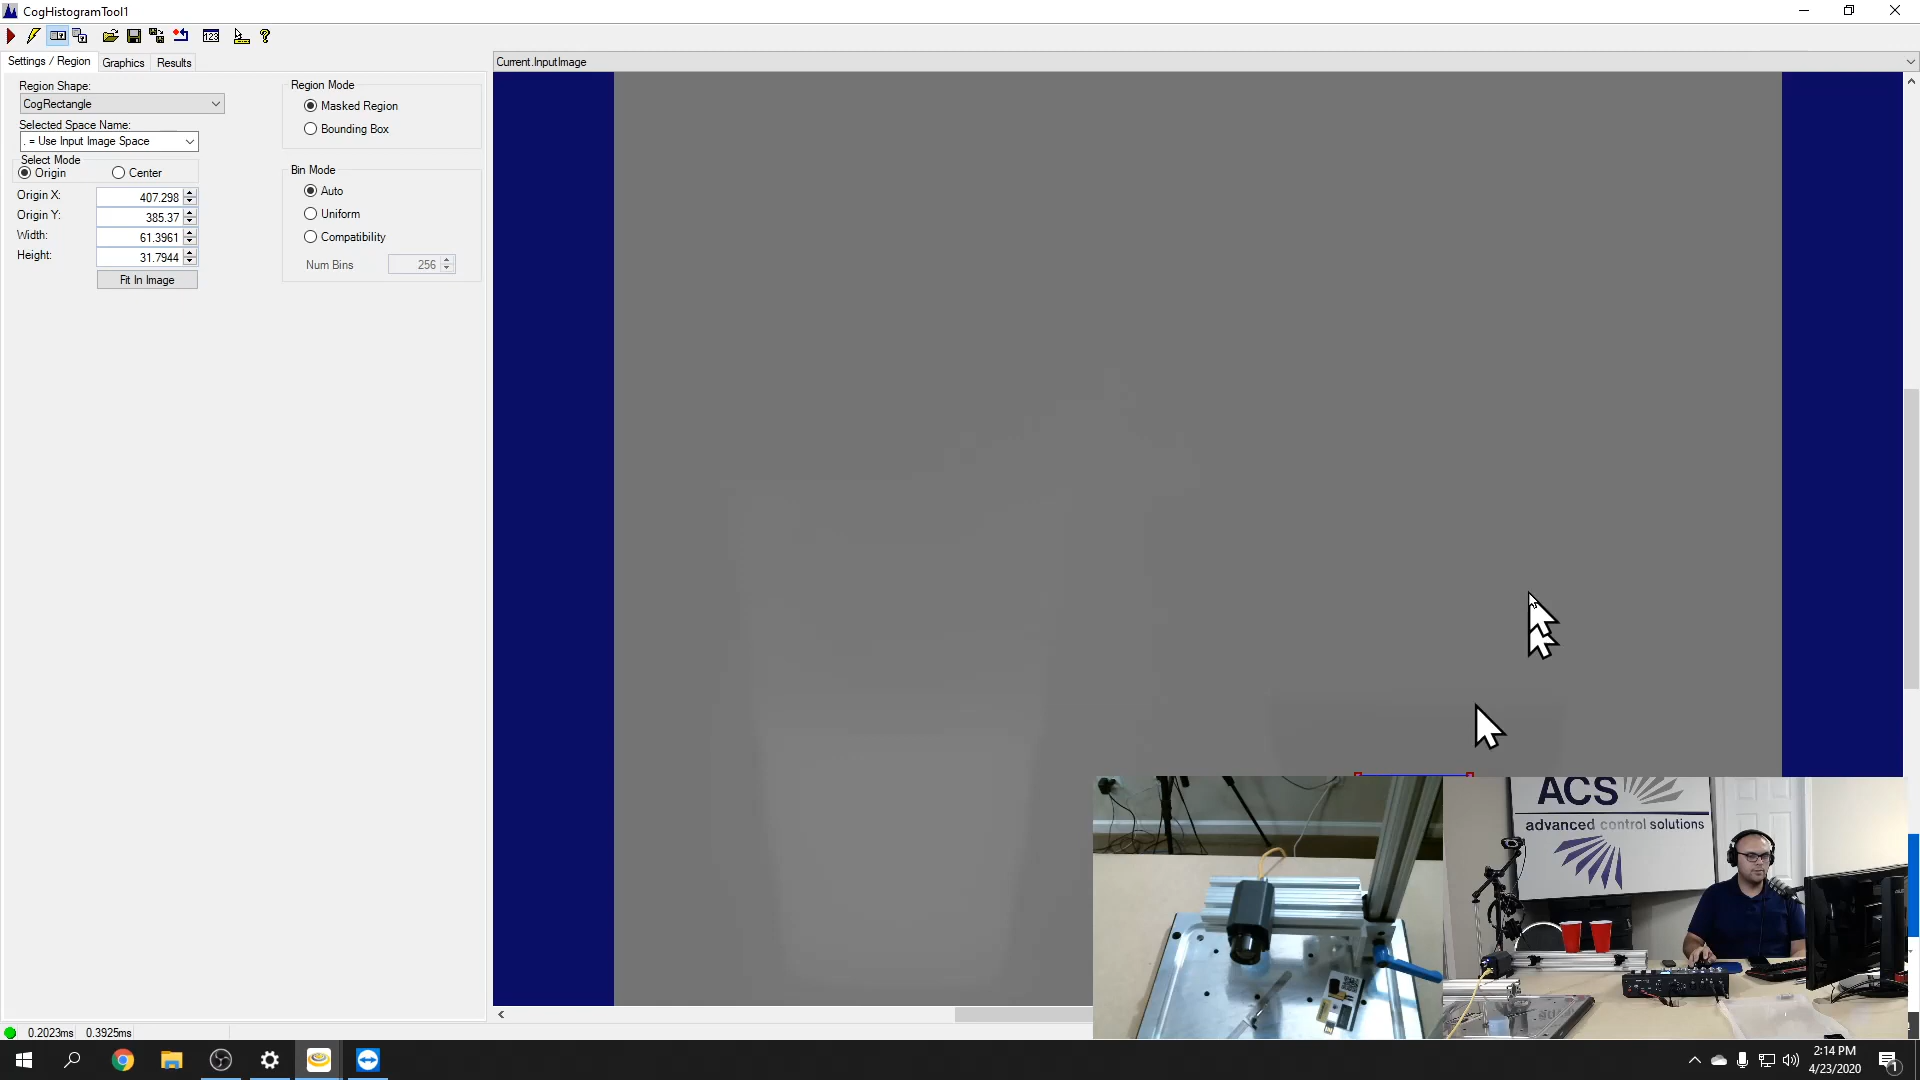 CogHistogramTool1
123
Settings / Region
Graphics
Results
Current.InputImage
Region Shape:
CogRectangle
Selected Space Name:
. = Use Input Image Space
Select Mode
Origin
Center
Origin X:
407.298
Origin Y:
385.37
Width:
61.3961
Height:
31.7944
Fit In Image
Region Mode
Masked Region
Bounding Box
Bin Mode
Auto
Uniform
Compatibility
Num Bins
256
ACS
advanced control solutions
0.2023ms
0.3925ms
2:14 PM
4/23/2020
1